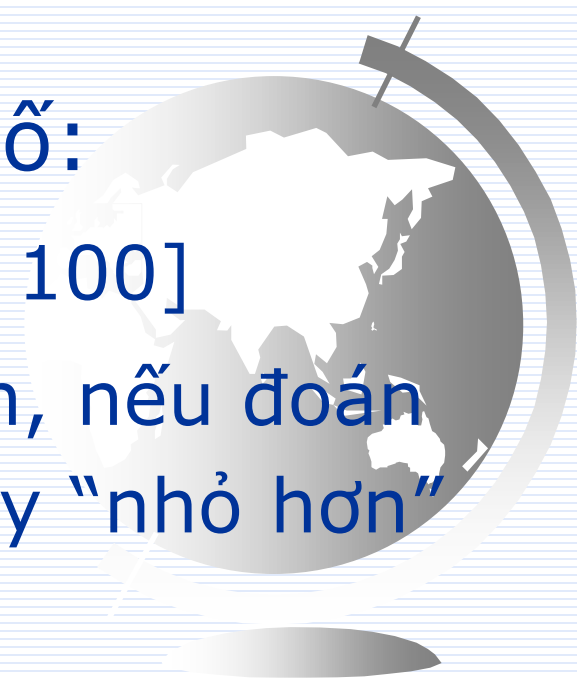 ố:
100]
n, nếu đoán
y “nhỏ hơn”